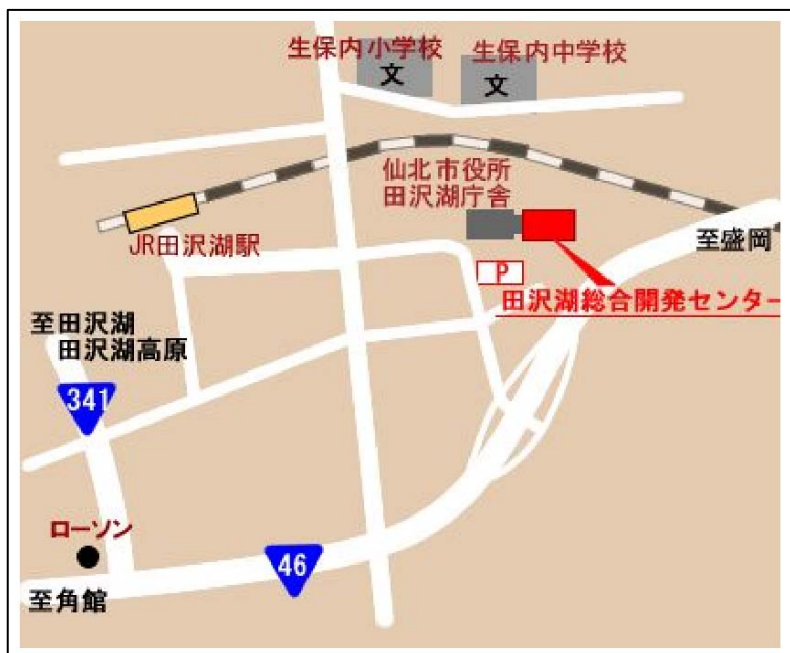 生保内小学校
生保内中学校
文
文
仙北市役所
田沢湖庁舎
JR田沢湖駅
至盛岡
P
田沢湖総合開発センター
至田沢湖
田沢湖高原
341
ローソン
46
至角館